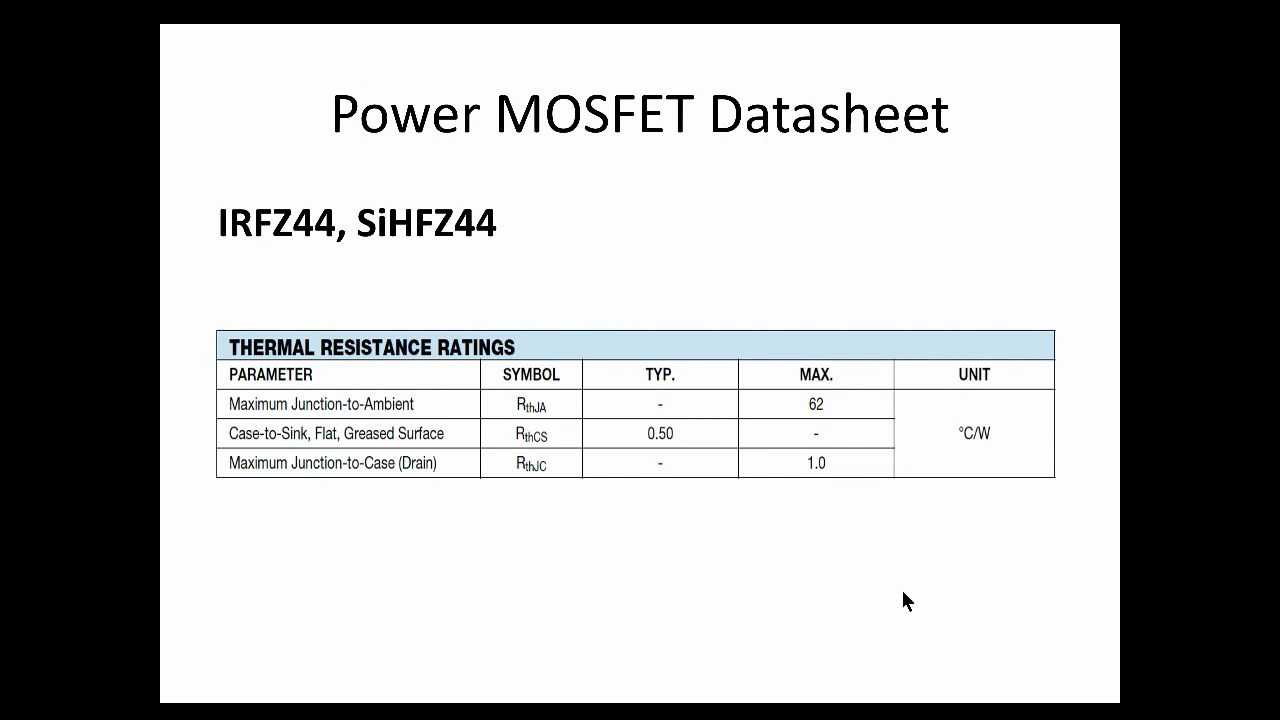 Power MOSFET Datasheet
IRFZ44, SiHFZ44
THERMAL RESISTANCE RATINGS
PARAMETER SYMBOL TYP. MAX. UNIT
Maximum Junction-to-Ambient RthJA - 62
Case-to-Sink, Flat, Greased Surface RthCS 0.50 - °C/W
Maximum Junction-to-Case (Drain) RthJC - 1.0